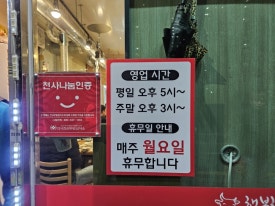 천사나눔인증
영업 시간
평일 오후 5시~
주말 오후 3시~
휴무일 안내
매주 월요일
휴무합니다